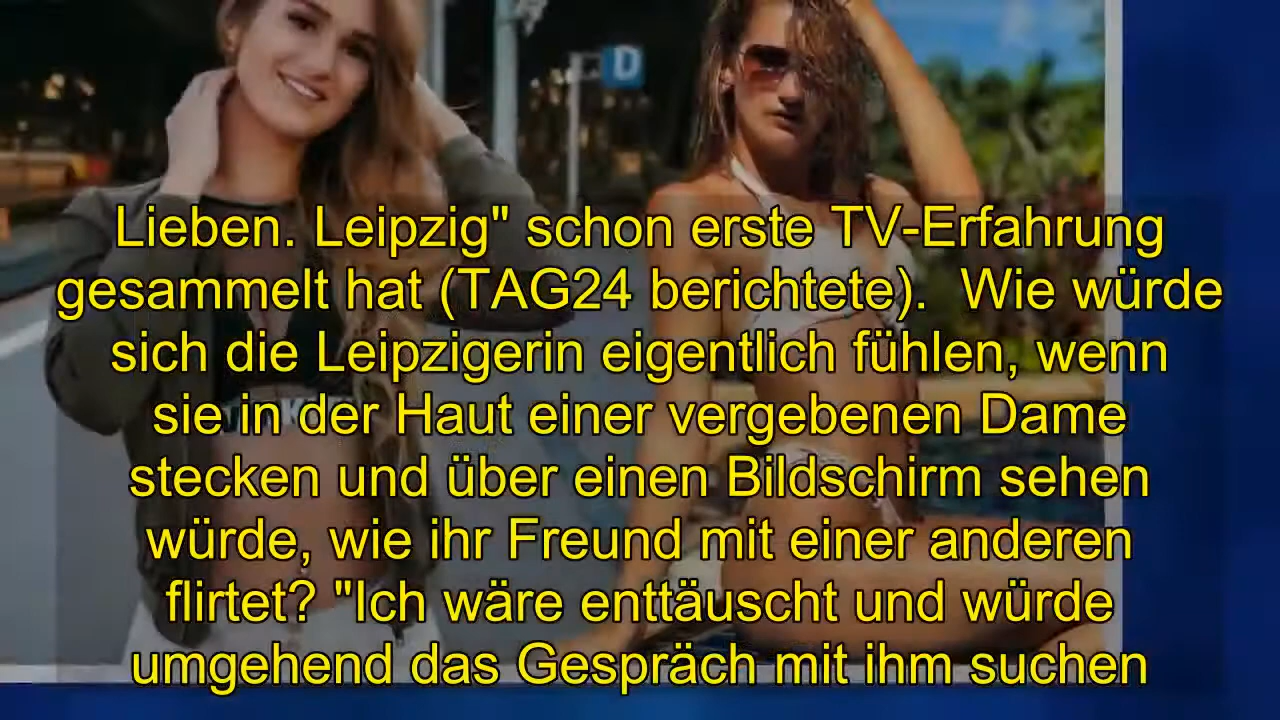 D
Lieben. Leipzig" schon erste TV-Erfahrung
gesammelt hat (TAG24 berichtete).  Wie würde
sich die Leipzigerin eigentlich fühlen, wenn
sie in der Haut einer vergebenen Dame
stecken und über einen Bildschirm sehen
würde, wie ihr Freund mit einer anderen
flirtet? "Ich wäre enttäuscht und würde
umgehend das Gespräch mit ihm suchen